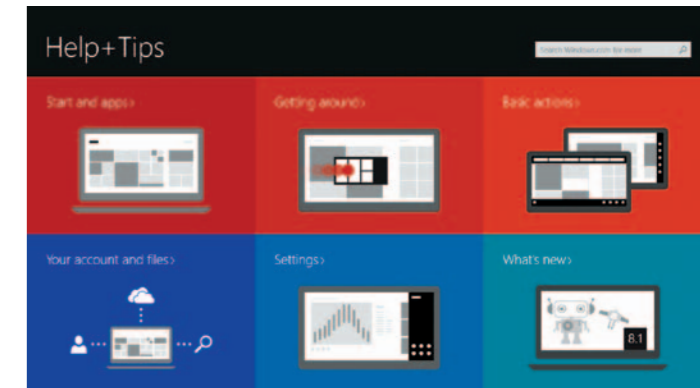 Help+Tips
Search Windows.com for more
Start and apps>
Getting around>
Basic actions>
Your account and files>
Settings>
What's new>
8.1